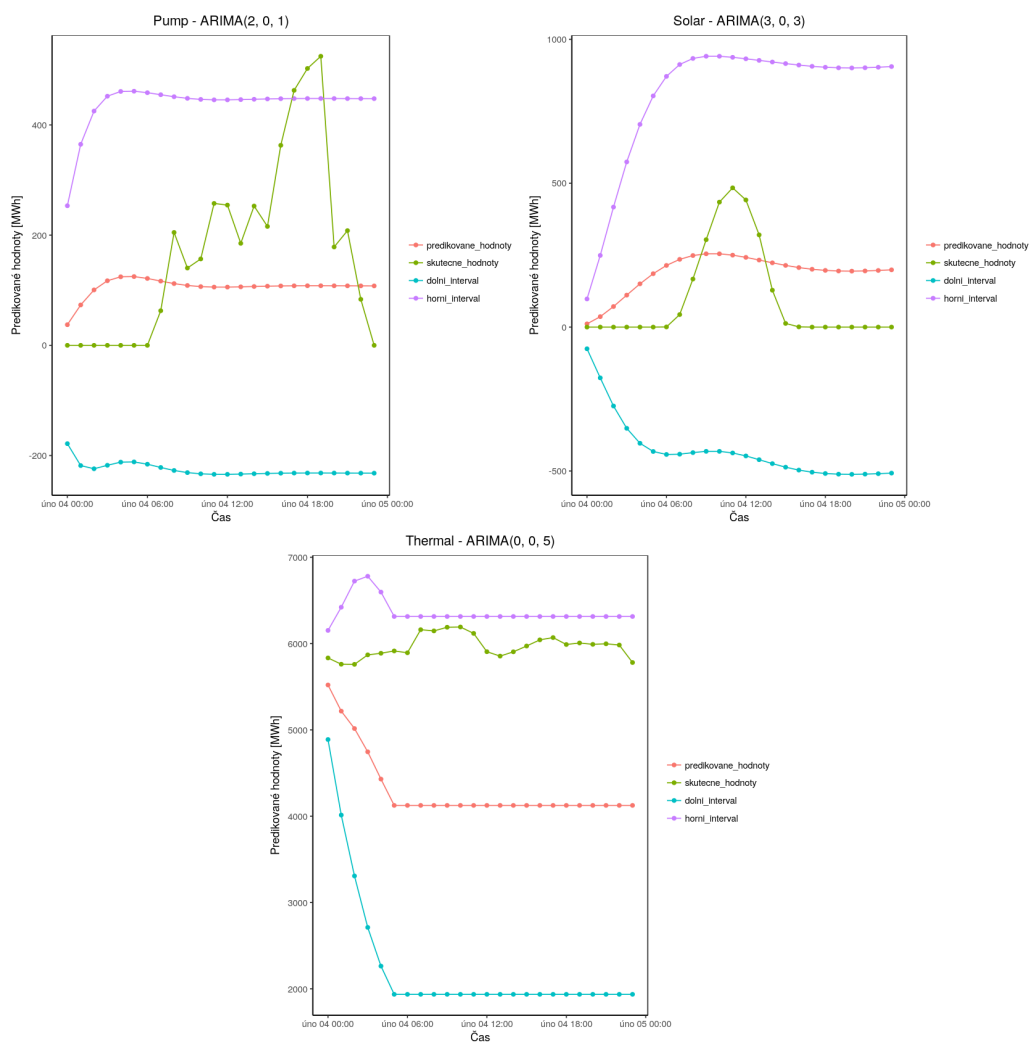 Pump - ARIMA(2, 0, 1)
Predikované hodnoty [MWh]
400
200
0
-200
úno 04 00:00
úno 04 06:00
úno 04 12:00
úno 04 18:00
úno 05 00:00
Čas
predikovane_hodnoty
skutecne_hodnoty
dolní_interval
horni_interval
Solar - ARIMA(3, 0, 3)
Predikované hodnoty [MWh]
1000
500
0
-500
úno 04 00:00
úno 04 06:00
úno 04 12:00
úno 04 18:00
úno 05 00:00
Čas
predikovane_hodnoty
skutecne_hodnoty
dolní_interval
horni_interval
Thermal - ARIMA(0, 0, 5)
Predikované hodnoty [MWh]
7000
6000
5000
4000
3000
2000
úno 04 00:00
úno 04 06:00
úno 04 12:00
úno 04 18:00
úno 05 00:00
Čas
predikovane_hodnoty
skutecne_hodnoty
dolní_interval
horni_interval